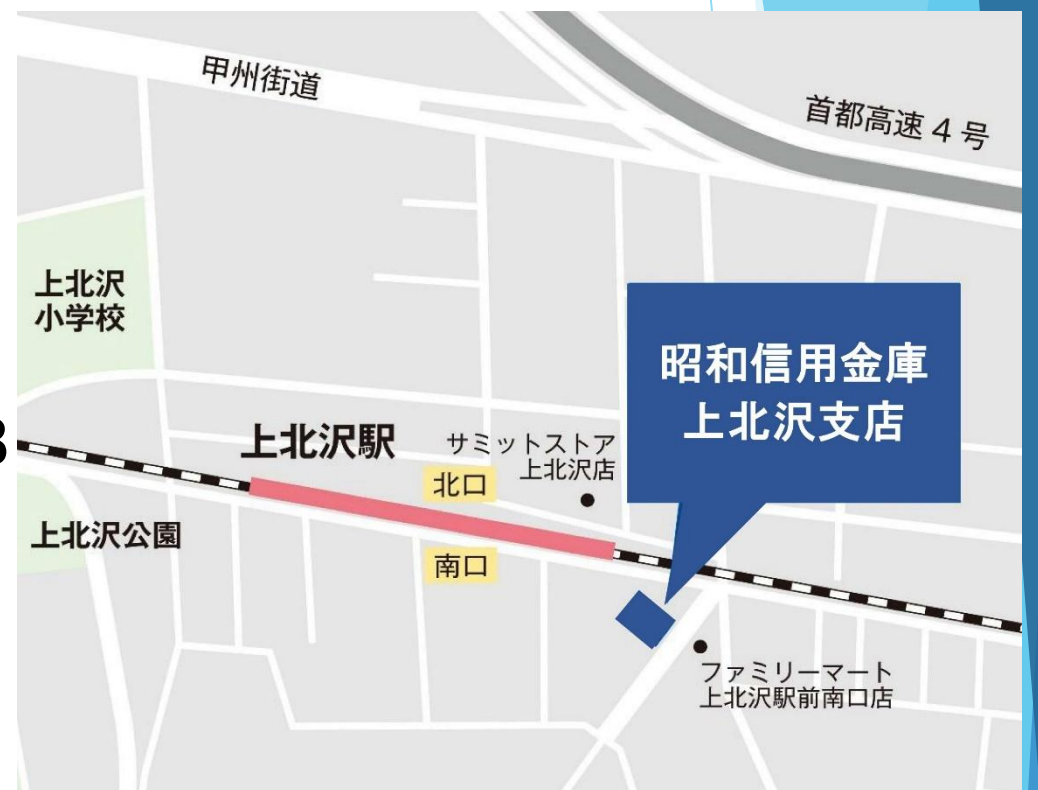 甲州街道
首都高速4号
上北沢
小学校
昭和信用金庫
上北沢支店
上北沢駅
サミットストア
上北沢店
北口
上北沢公園
南口
ファミリーマート
上北沢駅前南口店